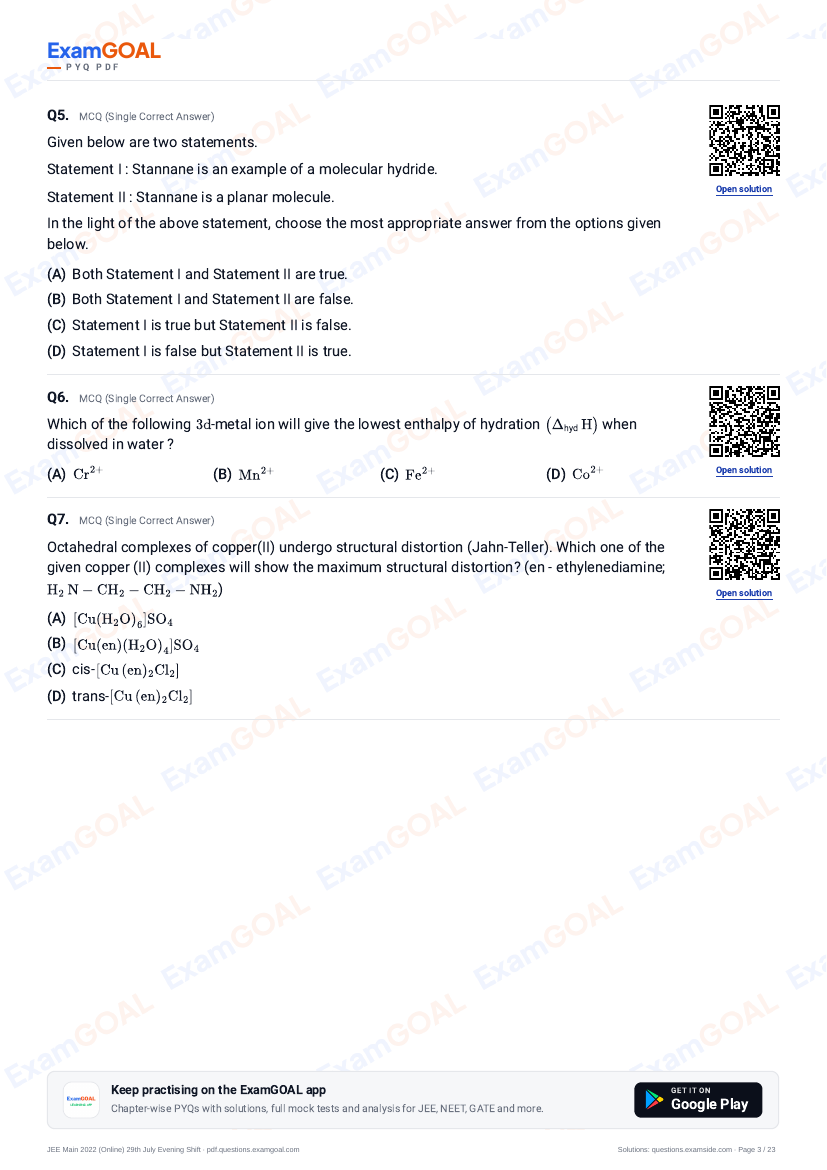 ExamGOAL
PYQ PDF
Q5. MCQ (Single Correct Answer)
Given below are two statements.
Statement I : Stannane is an example of a molecular hydride.
Statement II : Stannane is a planar molecule.
In the light of the above statement, choose the most appropriate answer from the options given
below.
(A) Both Statement I and Statement II are true.
(B) Both Statement I and Statement II are false.
(C) Statement I is true but Statement II is false.
(D) Statement I is false but Statement II is true.
Open solution
Q6. MCQ (Single Correct Answer)
Which of the following 3d-metal ion will give the lowest enthalpy of hydration (Δ_hyd H) when
dissolved in water ?
(A) Cr²⁺ (B) Mn²⁺ (C) Fe²⁺ (D) Co²⁺
Open solution
Q7. MCQ (Single Correct Answer)
Octahedral complexes of copper(II) undergo structural distortion (Jahn-Teller). Which one of the
given copper (II) complexes will show the maximum structural distortion? (en - ethylenediamine;
H₂ N − CH₂ − CH₂ − NH₂)
(A) [Cu(H₂O)₆]SO₄
(B) [Cu(en)(H₂O)₄]SO₄
(C) cis-[Cu (en)₂Cl₂]
(D) trans-[Cu (en)₂Cl₂]
Open solution
ExamGOAL
Keep practising on the ExamGOAL app
Chapter-wise PYQs with solutions, full mock tests and analysis for JEE, NEET, GATE and more.
GET IT ON
Google Play
JEE Main 2022 (Online) 29th July Evening Shift · pdf.questions.examgoal.com
Solutions: questions.examside.com · Page 3 / 23